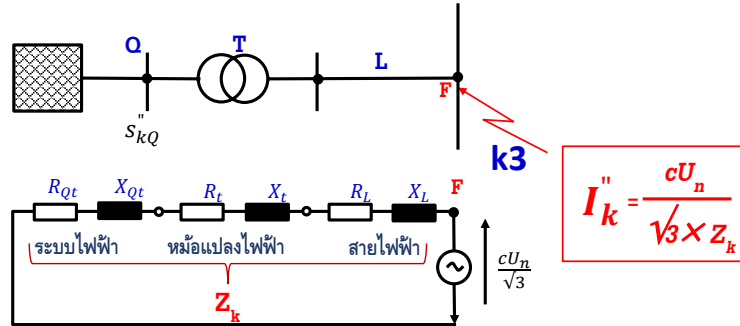 Q T L
F
s"kQ
k3
I"k = cUn / √3 × Zk
RQt XQt Rt Xt RL XL F
ระบบไฟฟ้า หม้อแปลงไฟฟ้า สายไฟฟ้า
cUn / √3
Zk